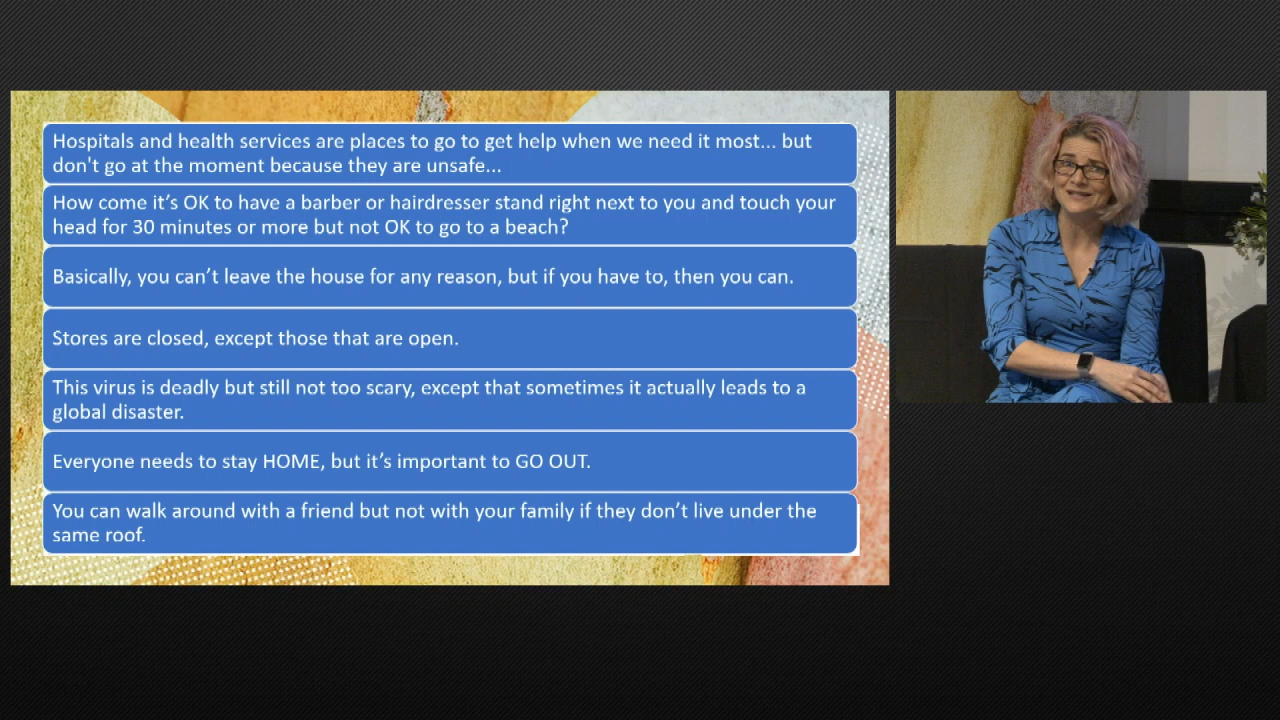 Hospitals and health services are places to go to get help when we need it most... but
don't go at the moment because they are unsafe...
How come it’s OK to have a barber or hairdresser stand right next to you and touch your
head for 30 minutes or more but not OK to go to a beach?
Basically, you can’t leave the house for any reason, but if you have to, then you can.
Stores are closed, except those that are open.
This virus is deadly but still not too scary, except that sometimes it actually leads to a
global disaster.
Everyone needs to stay HOME, but it’s important to GO OUT.
You can walk around with a friend but not with your family if they don’t live under the
same roof.